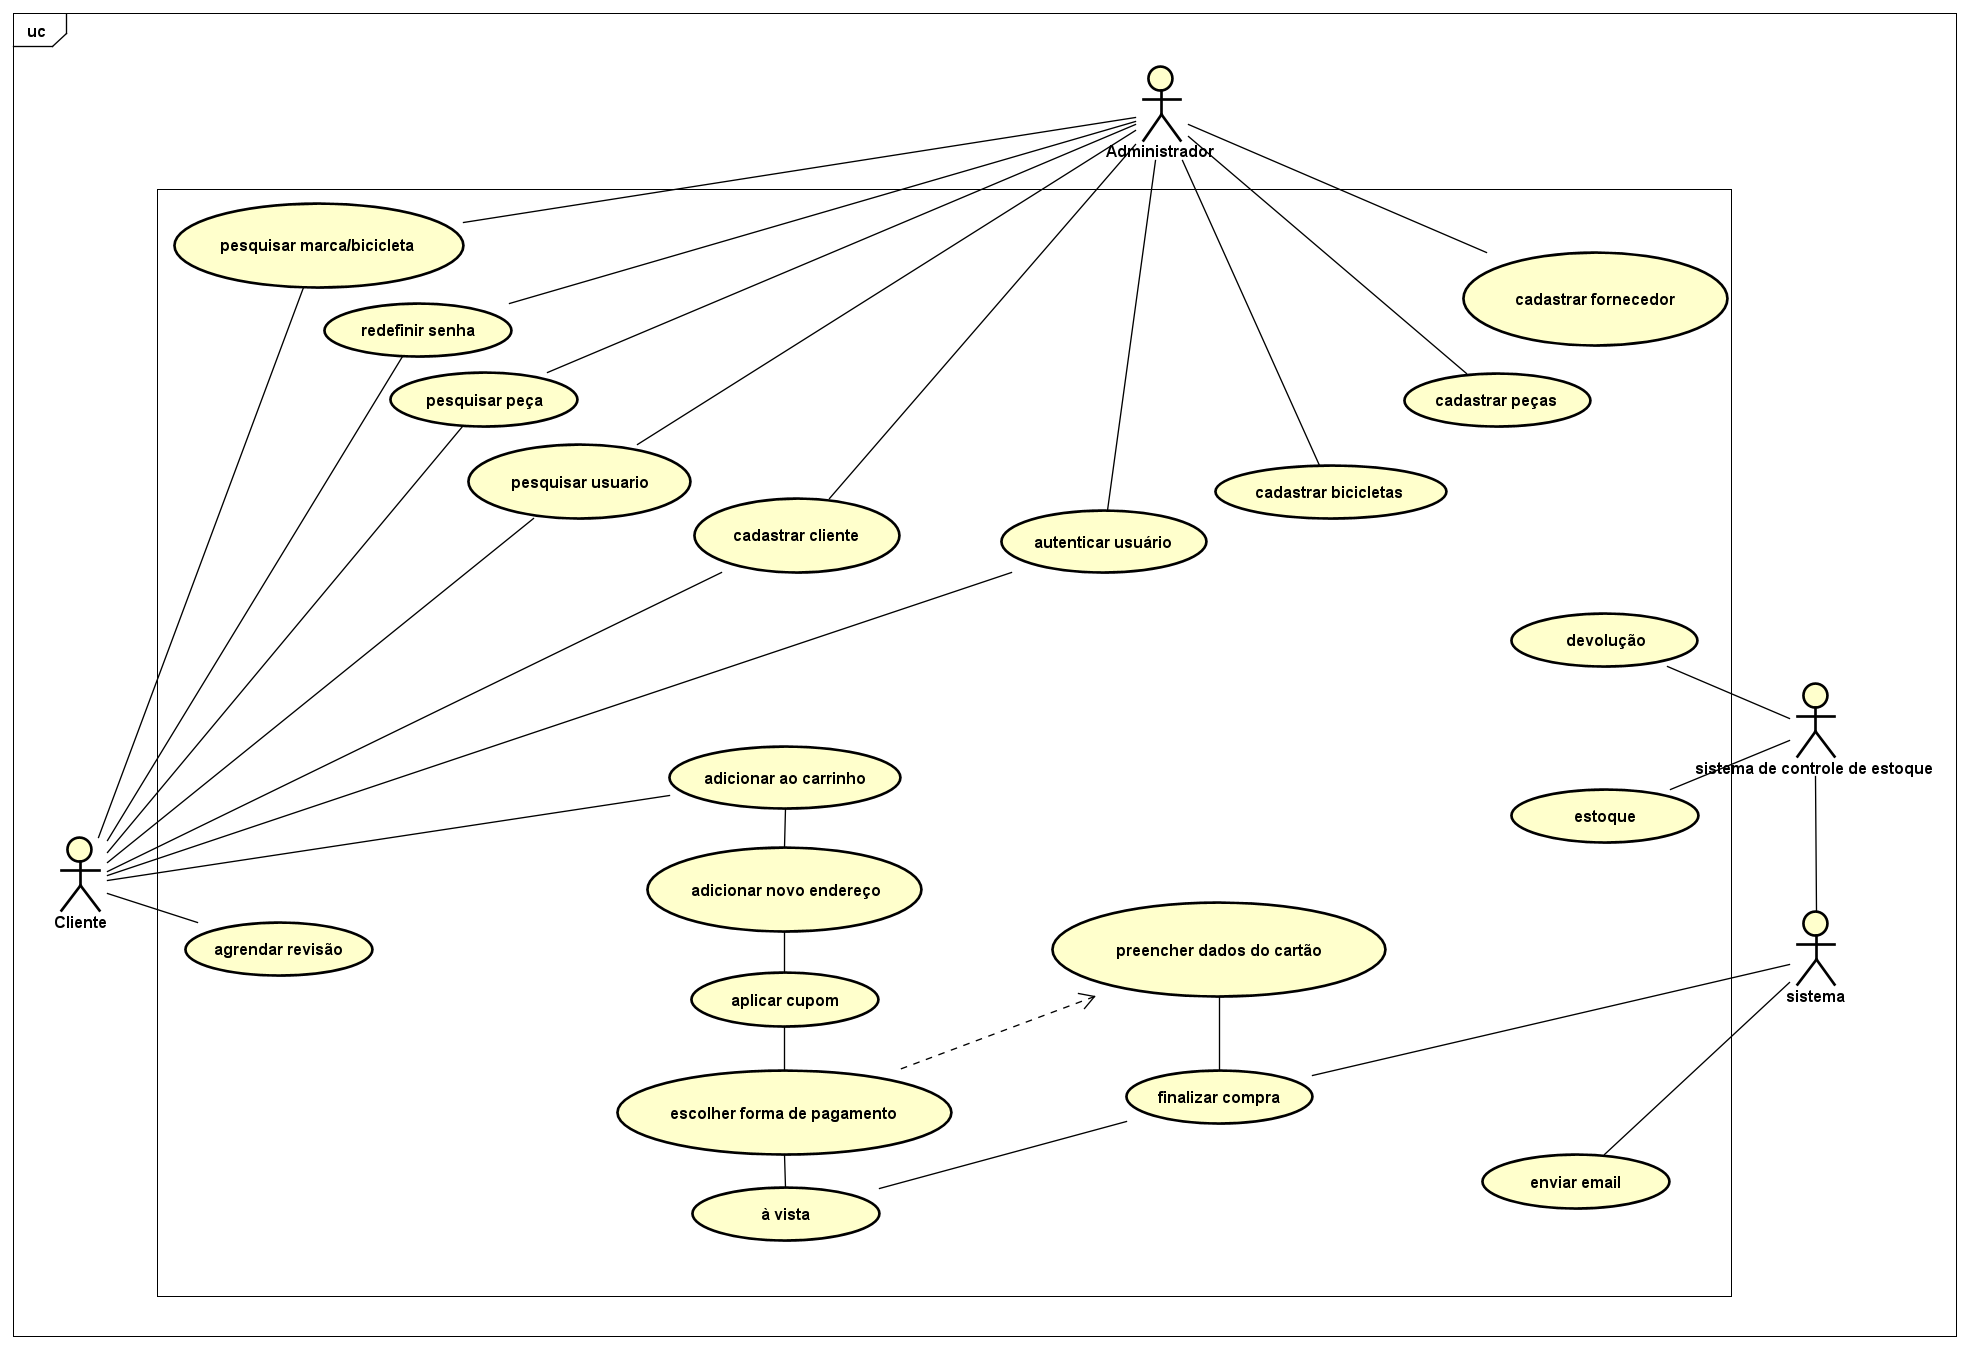 uc
Administrador
pesquisar marca/bicicleta
cadastrar fornecedor
redefinir senha
pesquisar peça
cadastrar peças
pesquisar usuario
cadastrar bicicletas
cadastrar cliente
autenticar usuário
devolução
sistema de controle de estoque
adicionar ao carrinho
estoque
adicionar novo endereço
Cliente
agrendar revisão
preencher dados do cartão
sistema
aplicar cupom
finalizar compra
escolher forma de pagamento
enviar email
à vista